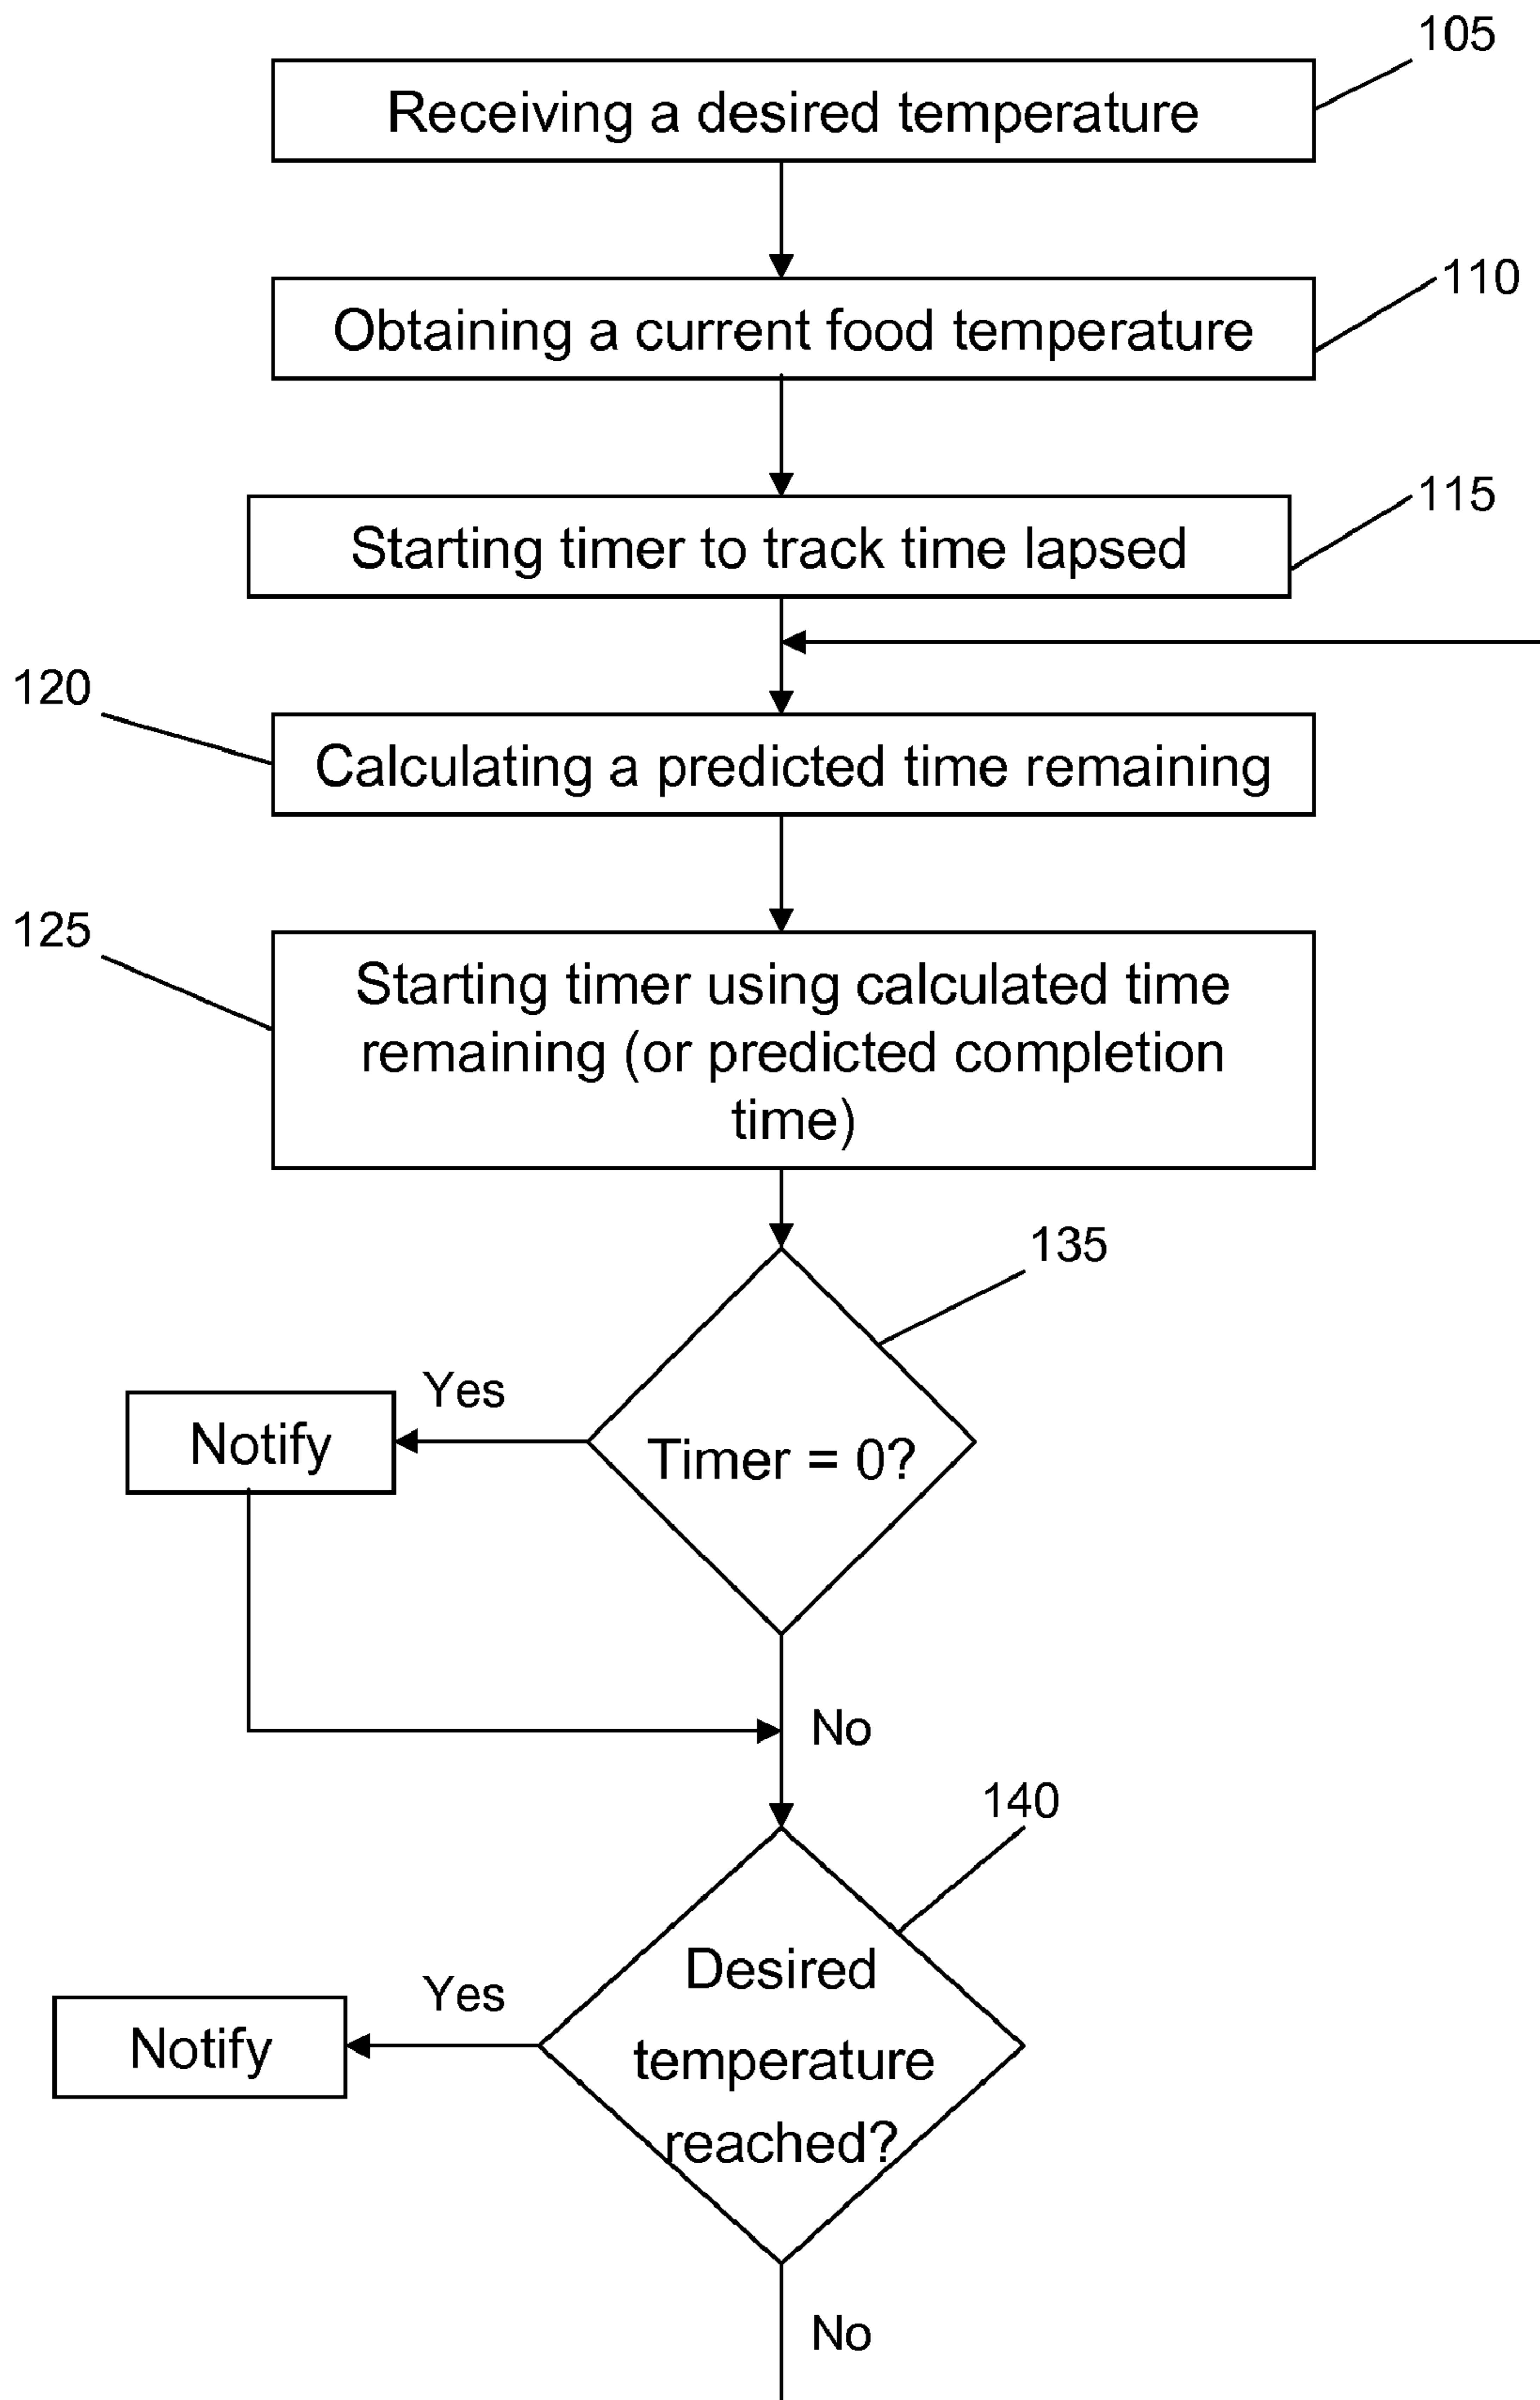 105
Receiving a desired temperature
110
Obtaining a current food temperature
115
Starting timer to track time lapsed
120
Calculating a predicted time remaining
125
Starting timer using calculated time
remaining (or predicted completion
time)
135
Yes
Notify
Timer = 0?
No
140
Desired
Yes
Notify
temperature
reached?
No